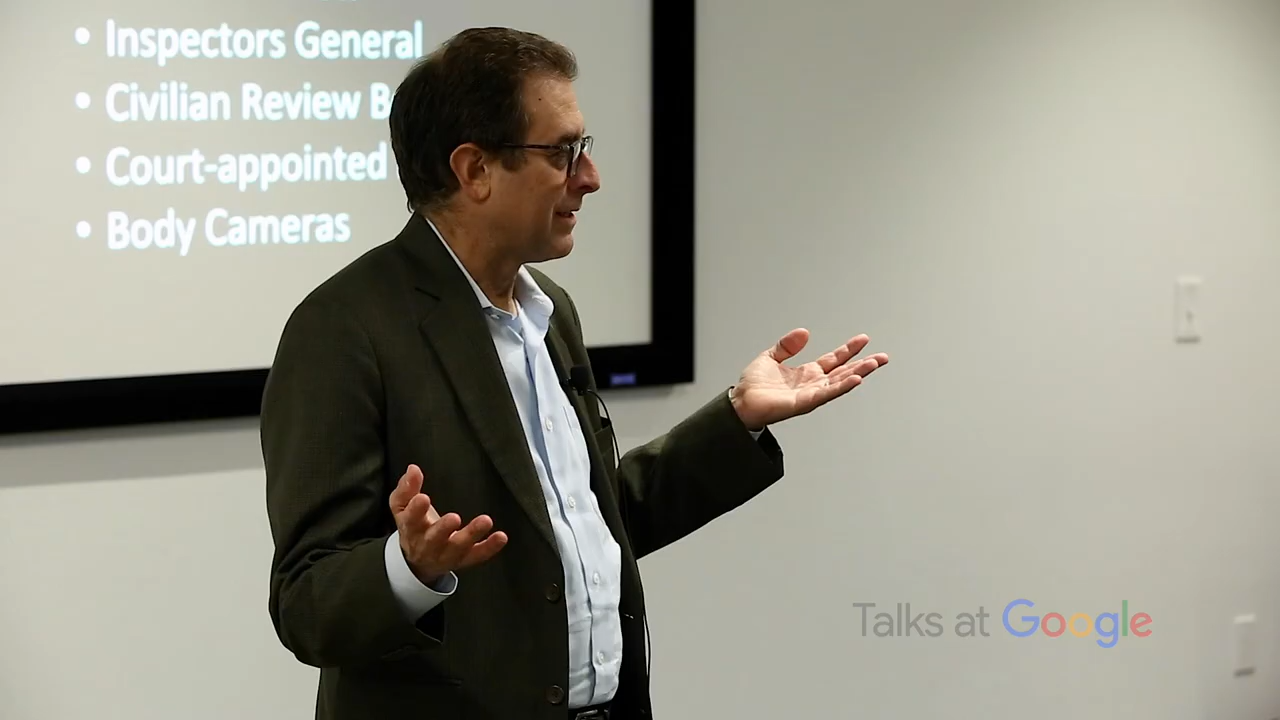 • Inspectors General
• Civilian Review
• Court-appointed
• Body Cameras
Talks at Google